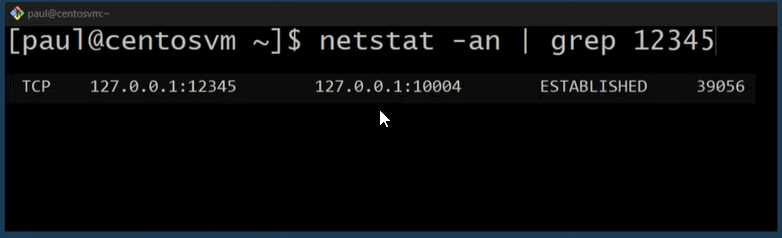 paul@centosvm:~
[paul@centosvm ~]$ netstat -an | grep 12345
TCP 127.0.0.1:12345 127.0.0.1:10004 ESTABLISHED 39056